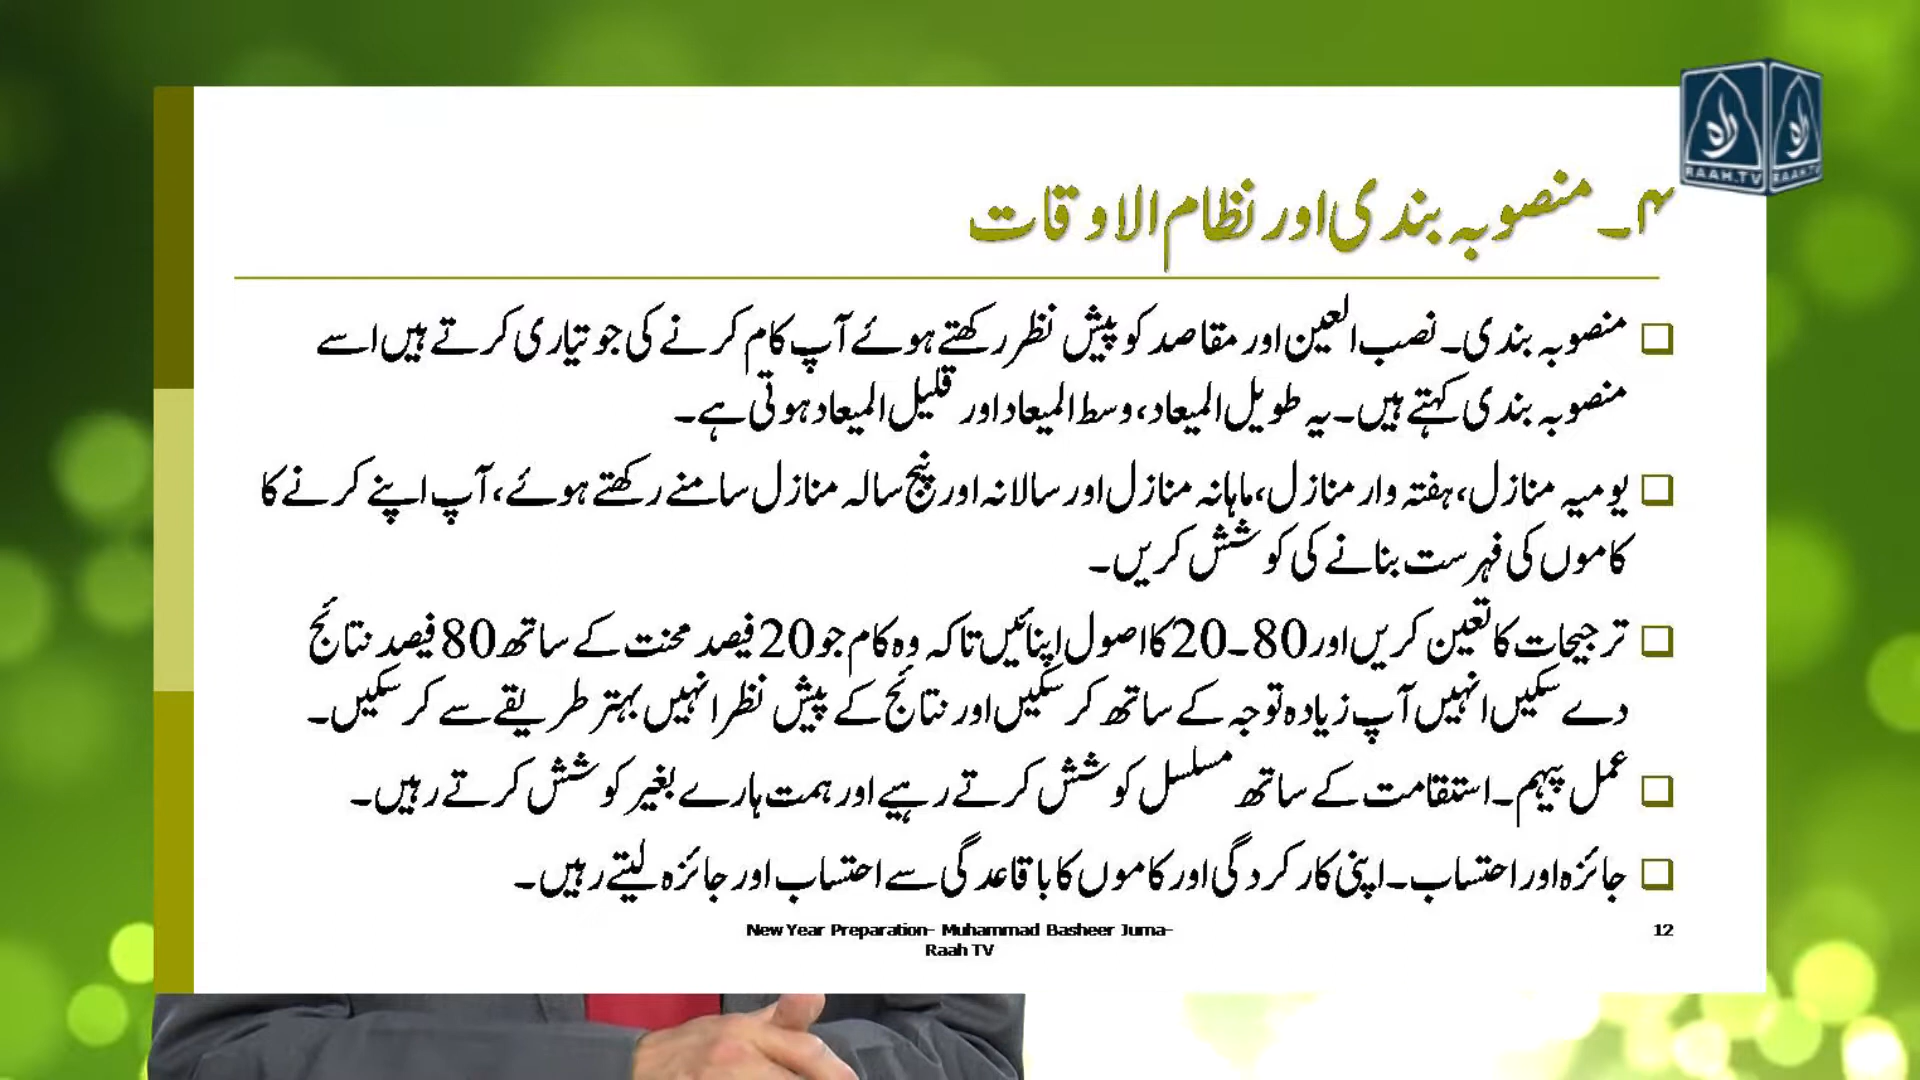 ۴۔ منصوبہ بندی اور نظام الاوقات
منصوبہ بندی۔ نصب العین اور مقاصد کو پیش نظر رکھتے ہوئے آپ کام کرنے کی جو تیاری کرتے ہیں اسے
منصوبہ بندی کہتے ہیں۔ یہ طویل المیعاد، وسط المیعاد اور قلیل المیعاد ہوتی ہے۔
یومیہ منازل، ہفتہ وار منازل، ماہانہ منازل اور سالانہ اور پنج سالہ منازل سامنے رکھتے ہوئے، آپ اپنے کرنے کا
کاموں کی فہرست بنانے کی کوشش کریں۔
ترجیحات کا تعین کریں اور 80۔20 کا اصول اپنائیں تاکہ وہ کام جو 20 فیصد محنت کے ساتھ 80 فیصد نتائج
دے سکیں انہیں آپ زیادہ توجہ کے ساتھ کر سکیں اور نتائج کے پیش نظر انہیں بہتر طریقے سے کر سکیں۔
عمل پیہم۔ استقامت کے ساتھ مسلسل کوشش کرتے رہیے اور ہمت ہارے بغیر کوشش کرتے رہیں۔
جائزہ اور احتساب۔ اپنی کارکردگی اور کاموں کا باقاعدگی سے احتساب اور جائزہ لیتے رہیں۔
New Year Preparation- Muhammad Basheer Juma-
Raah TV
12
راہ
RAAH.TV
راہ
RAAH.TV